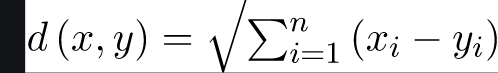 d (x, y) = √∑ⁿᵢ₌₁ (xᵢ − yᵢ)